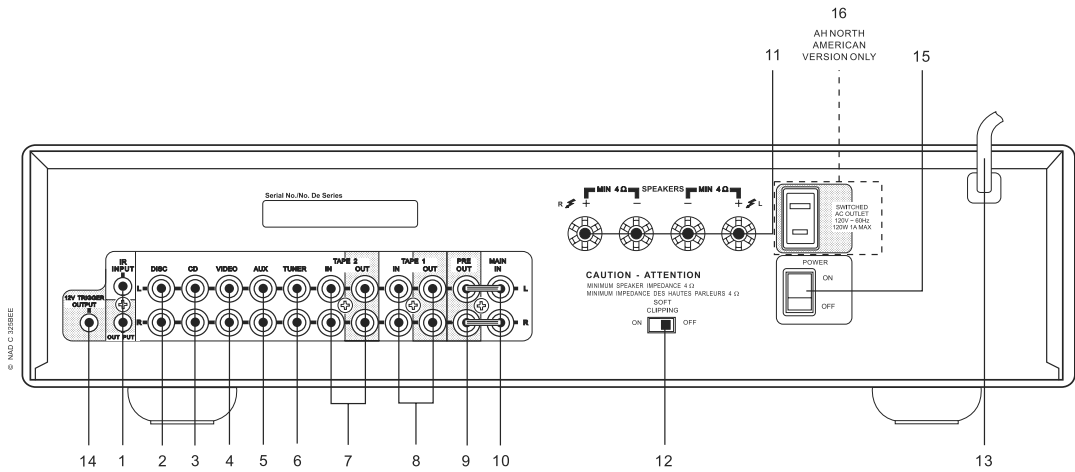 16
AH NORTH
AMERICAN
VERSION ONLY
11
15
MIN 4 Ω SPEAKERS MIN 4 Ω
R + − − + L
Serial No./No. De Series
SWITCHED
AC OUTLET
120V ~ 60Hz
120W 1A MAX
POWER
ON
OFF
IR
INPUT
DISC CD VIDEO AUX TUNER TAPE 2 IN OUT TAPE 1 IN OUT PRE OUT MAIN IN
L L
12V TRIGGER
OUTPUT
R R
OUTPUT
CAUTION - ATTENTION
MINIMUM SPEAKER IMPEDANCE 4 Ω
MINIMUM IMPEDANCE DES HAUTES PARLEURS 4 Ω
SOFT
CLIPPING
ON OFF
© NAD C 325BEE
14 1 2 3 4 5 6 7 8 9 10 12 13